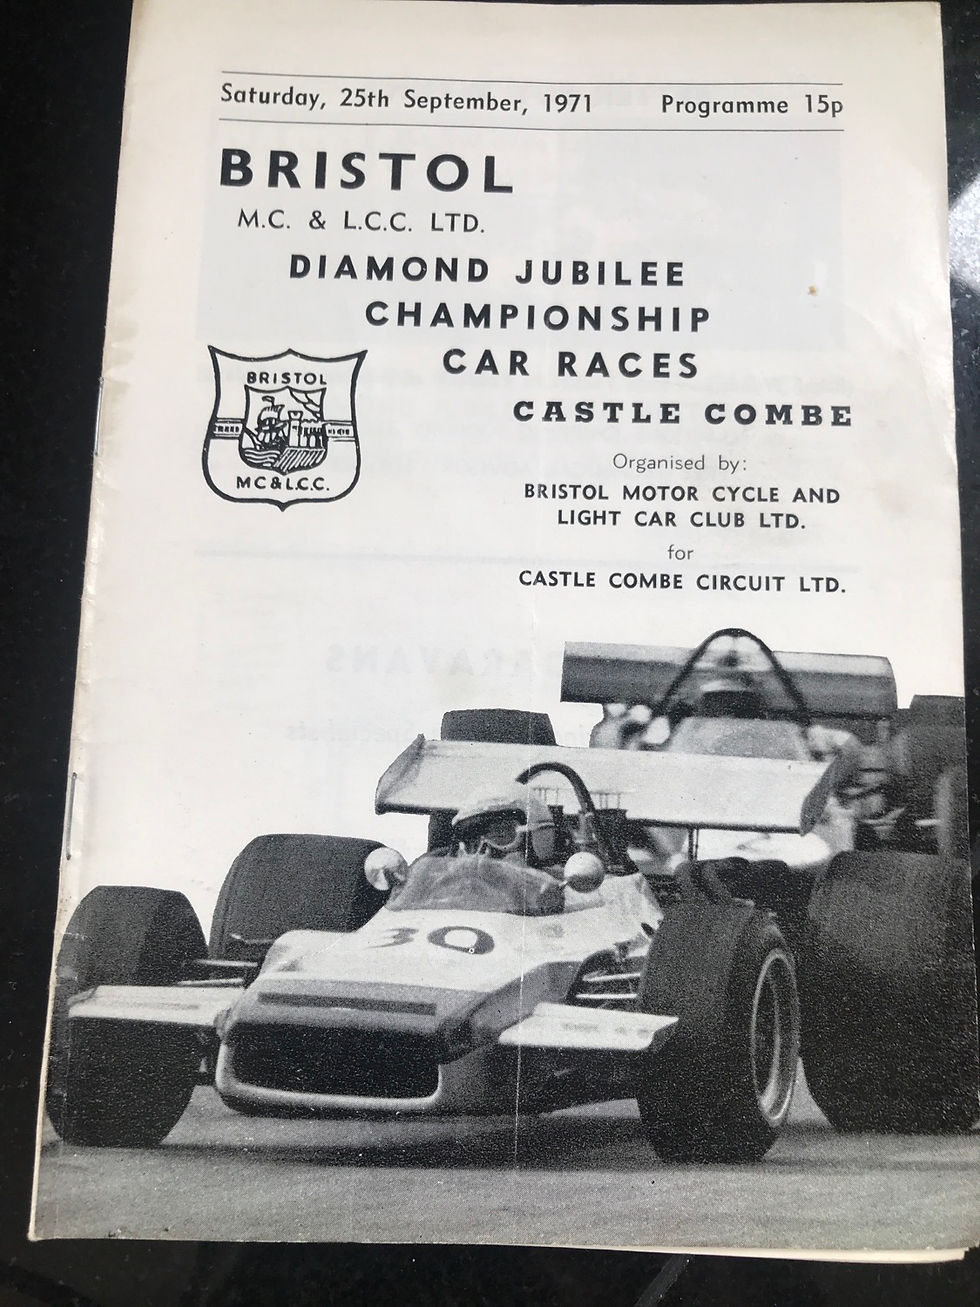 Saturday, 25th September, 1971 Programme 15p
BRISTOL
M.C. & L.C.C. LTD.
DIAMOND JUBILEE
CHAMPIONSHIP
CAR RACES
CASTLE COMBE
BRISTOL
MC&L.C.C.
Organised by:
BRISTOL MOTOR CYCLE AND
LIGHT CAR CLUB LTD.
for
CASTLE COMBE CIRCUIT LTD.
CARAVANS
30